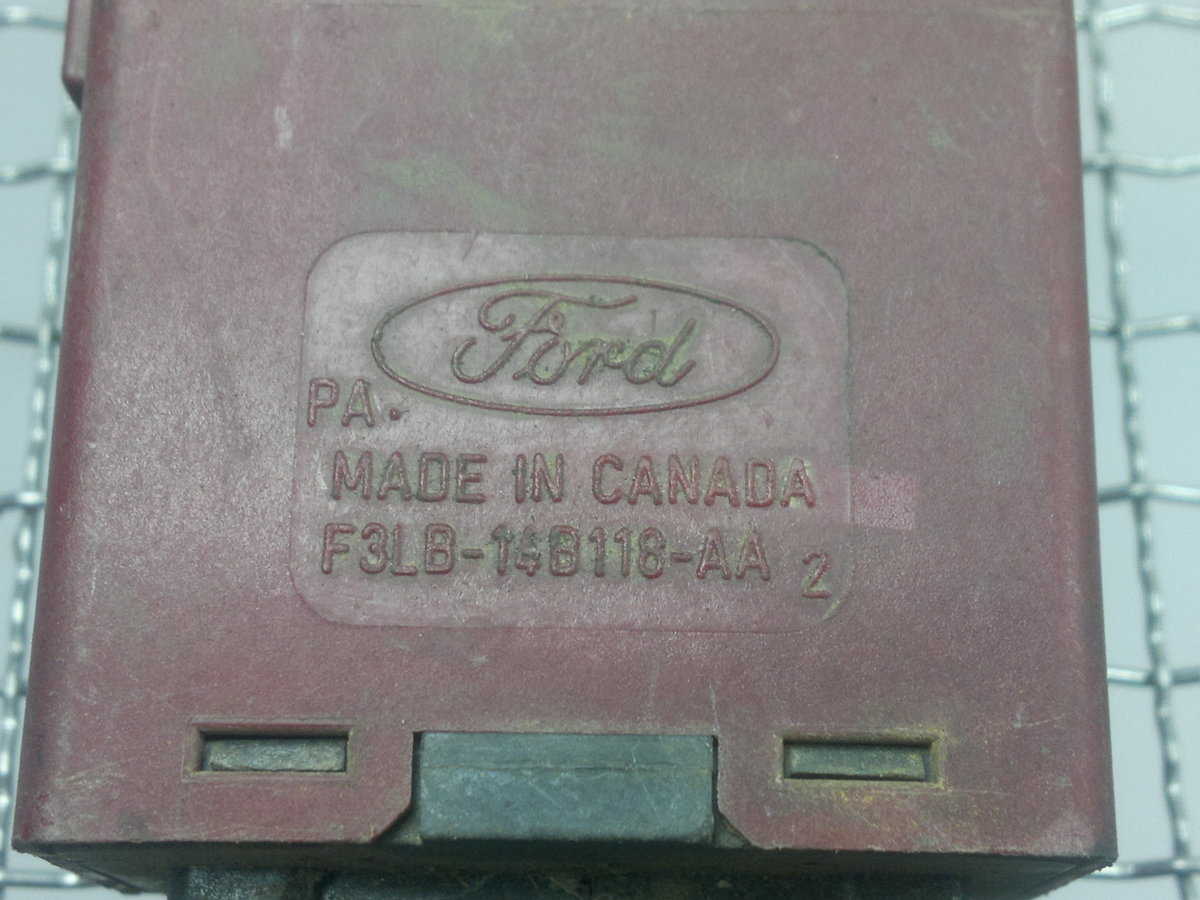 Ford
PA.
MADE IN CANADA
F3LB-14B118-AA 2